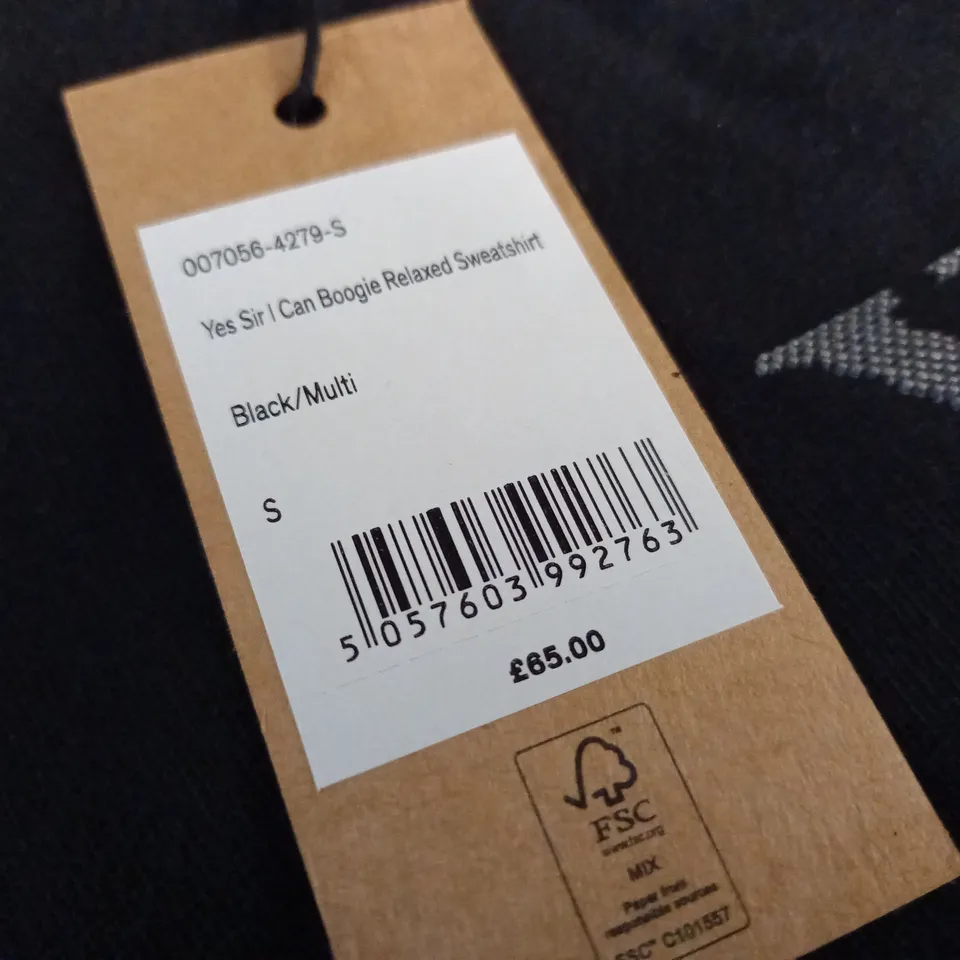 007056-4279-S
Yes Sir I Can Boogie Relaxed Sweatshirt
Black/Multi
S
5 057603 992763
£65.00
FSC
www.fsc.org
MIX
Paper from
responsible sources
FSC™ C101557